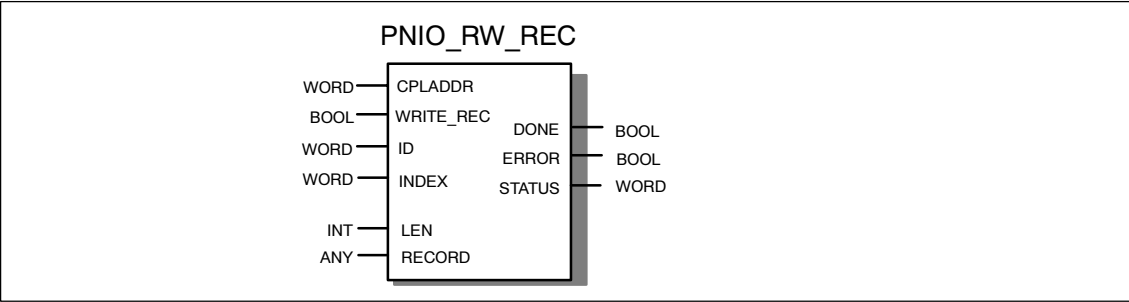 PNIO_RW_REC
WORD CPLADDR
BOOL WRITE_REC
DONE BOOL
WORD ID
ERROR BOOL
WORD INDEX
STATUS WORD
INT LEN
ANY RECORD